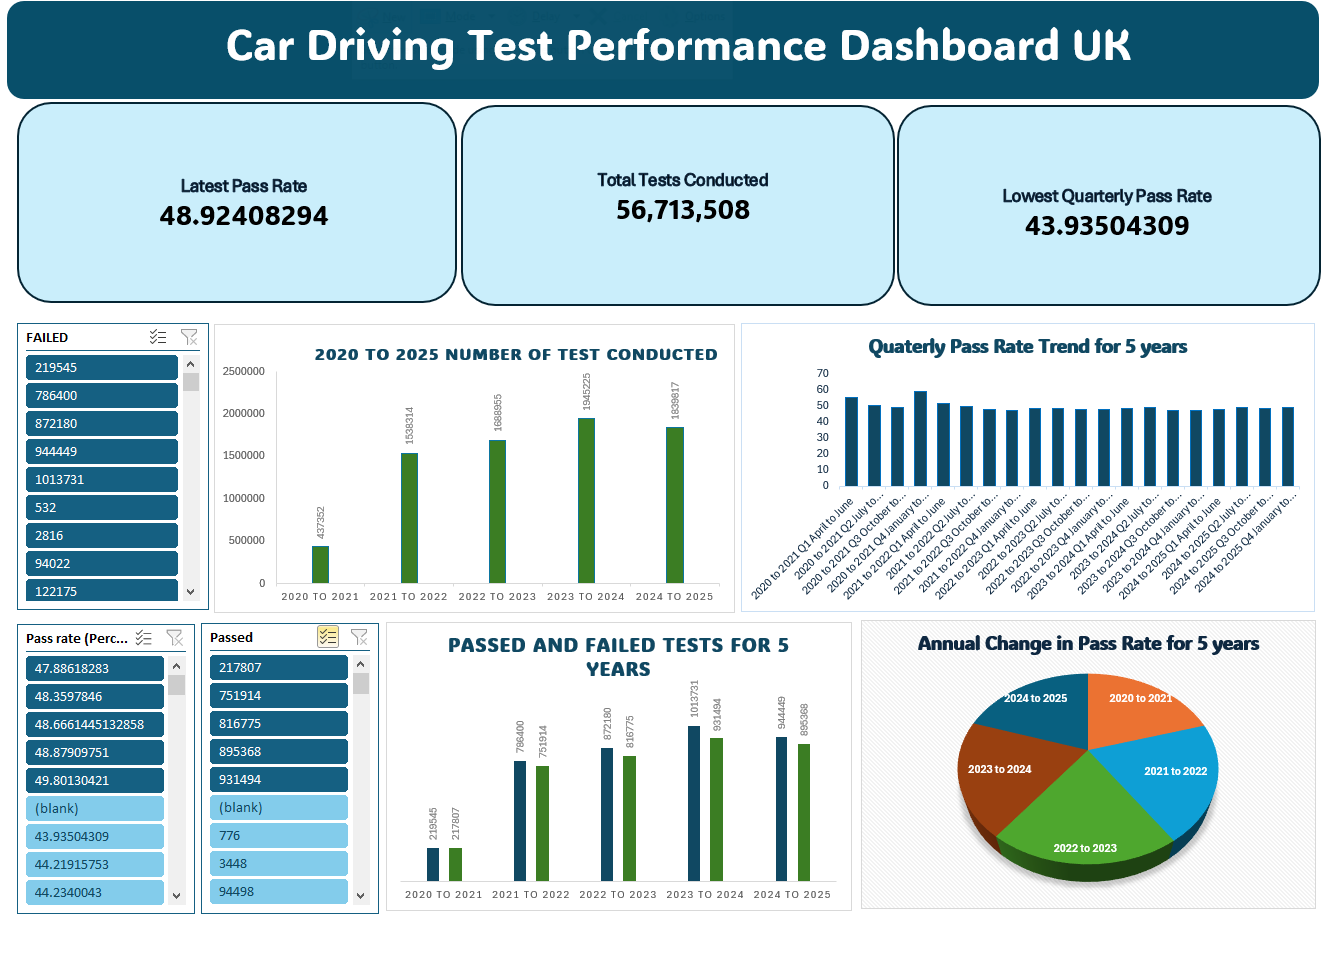 Car Driving Test Performance Dashboard UK
Latest Pass Rate
48.92408294
Total Tests Conducted
56,713,508
Lowest Quarterly Pass Rate
43.93504309
FAILED
219545
786400
872180
944449
1013731
532
2816
94022
122175
2020 TO 2025 NUMBER OF TEST CONDUCTED
2500000
2000000
1500000
1000000
500000
0
437352
1538314
1688955
1945225
1839817
2020 TO 2021
2021 TO 2022
2022 TO 2023
2023 TO 2024
2024 TO 2025
Quaterly Pass Rate Trend for 5 years
70
60
50
40
30
20
10
0
2020 to 2021 Q1 April to June
2020 to 2021 Q2 July to...
2020 to 2021 Q3 October to...
2020 to 2021 Q4 January to...
2021 to 2022 Q1 April to June
2021 to 2022 Q2 July to...
2021 to 2022 Q3 October to...
2021 to 2022 Q4 January to...
2022 to 2023 Q1 April to June
2022 to 2023 Q2 July to...
2022 to 2023 Q3 October to...
2022 to 2023 Q4 January to...
2023 to 2024 Q1 April to June
2023 to 2024 Q2 July to...
2023 to 2024 Q3 October to...
2023 to 2024 Q4 January to...
2024 to 2025 Q1 April to June
2024 to 2025 Q2 July to...
2024 to 2025 Q3 October to...
2024 to 2025 Q4 January to...
Pass rate (Perc...
47.88618283
48.3597846
48.6661445132858
48.87909751
49.80130421
(blank)
43.93504309
44.21915753
44.2340043
Passed
217807
751914
816775
895368
931494
(blank)
776
3448
94498
PASSED AND FAILED TESTS FOR 5
YEARS
219545
217807
786400
751914
872180
816775
1013731
931494
944449
895368
2020 TO 2021
2021 TO 2022
2022 TO 2023
2023 TO 2024
2024 TO 2025
Annual Change in Pass Rate for 5 years
2024 to 2025
2020 to 2021
2023 to 2024
2021 to 2022
2022 to 2023